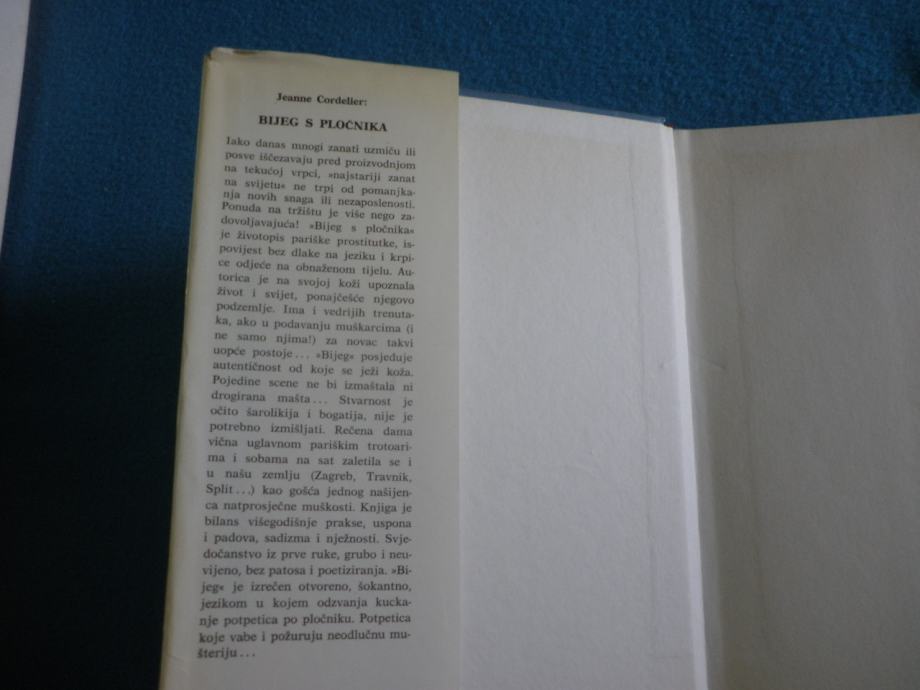 Jeanne Cordelier:
BIJEG S PLOČNIKA
Iako danas mnogi zanati uzmiču ili
posve iščezavaju pred proizvodnjom
na tekućoj vrpci, »najstariji zanat
na svijetu« ne trpi od pomanjka-
nja novih snaga ili nezaposlenosti.
Ponuda na tržištu je više nego za-
dovoljavajuća! »Bijeg s pločnika«
je životopis pariške prostitutke, is-
povijest bez dlake na jeziku i krpi-
ce odjeće na obnaženom tijelu. Au-
torica je na svojoj koži upoznala
život i svijet, ponajčešće njegovo
podzemlje. Ima i vedrijih trenuta-
ka, ako u podavanju muškarcima (i
ne samo njima!) za novac takvi
uopće postoje... »Bijeg« posjeduje
autentičnost od koje se ježi koža.
Pojedine scene ne bi izmaštala ni
drogirana mašta... Stvarnost je
očito šarolikija i bogatija, nije je
potrebno izmišljati. Rečena dama
vična uglavnom pariškim trotoari-
ma i sobama na sat zaletila se i
u našu zemlju (Zagreb, Travnik,
Split...) kao gošća jednog našijen-
ca natprosječne muškosti. Knjiga je
bilans višegodišnje prakse, uspona
i padova, sadizma i nježnosti. Svje-
dočanstvo iz prve ruke, grubo i neu-
vijeno, bez patosa i poetiziranja. »Bi-
jeg« je izrečen otvoreno, šokantno,
jezikom u kojem odzvanja kucka-
nje potpetica po pločniku. Potpetica
koje vabe i požuruju neodlučnu mu-
šteriju...